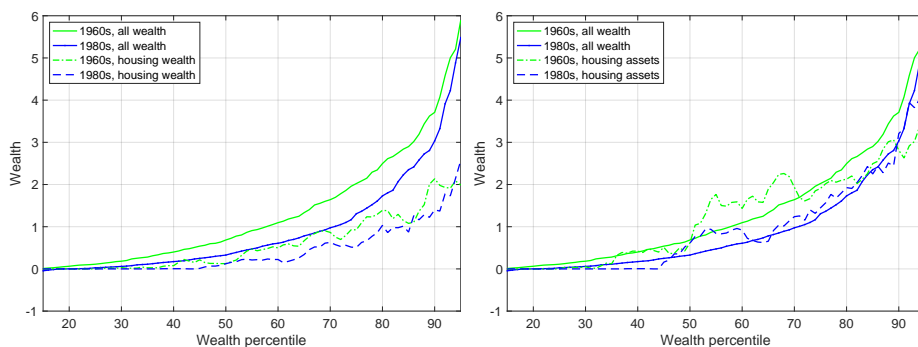 6
5
4
3
2
1
0
-1
Wealth
1960s, all wealth
1980s, all wealth
1960s, housing wealth
1980s, housing wealth
20 30 40 50 60 70 80 90
Wealth percentile
6
5
4
3
2
1
0
-1
Wealth
1960s, all wealth
1980s, all wealth
1960s, housing assets
1980s, housing assets
20 30 40 50 60 70 80 90
Wealth percentile